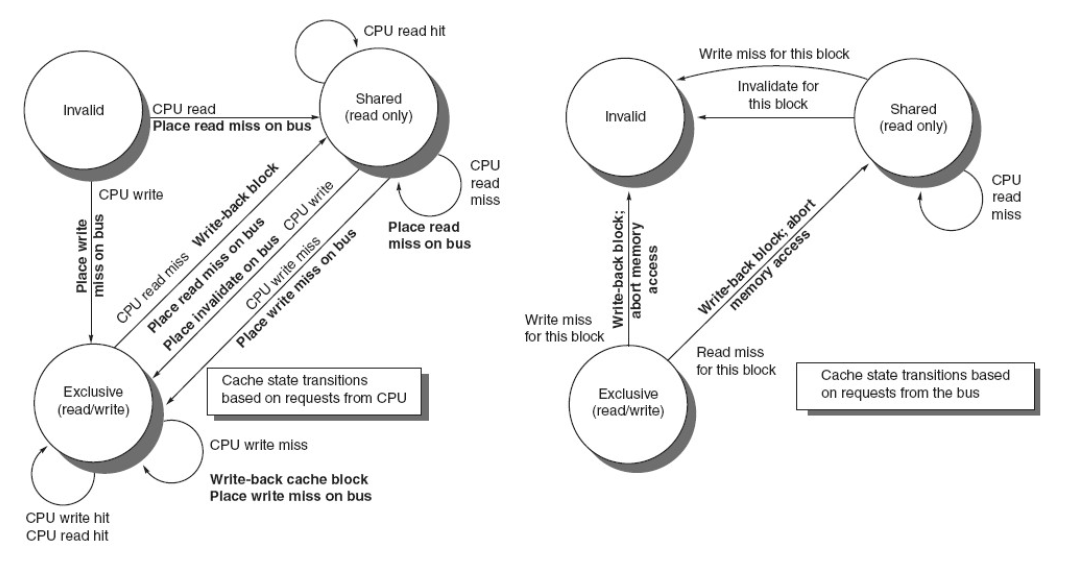 CPU read hit
Invalid
CPU read
Place read miss on bus
Shared
(read only)
CPU write
Place write
miss on bus
CPU read miss
Write-back block
Place read miss on bus
CPU write
Place invalidate on bus
CPU write miss
Place write miss on bus
CPU
read
miss
Place read
miss on bus
Exclusive
(read/write)
Cache state transitions
based on requests from CPU
CPU write miss
Write-back cache block
Place write miss on bus
CPU write hit
CPU read hit
Write miss for this block
Invalidate for
this block
Invalid
Shared
(read only)
CPU
read
miss
Write-back block;
abort memory
access
Write-back block; abort
memory access
Write miss
for this block
Read miss
for this block
Exclusive
(read/write)
Cache state transitions based
on requests from the bus